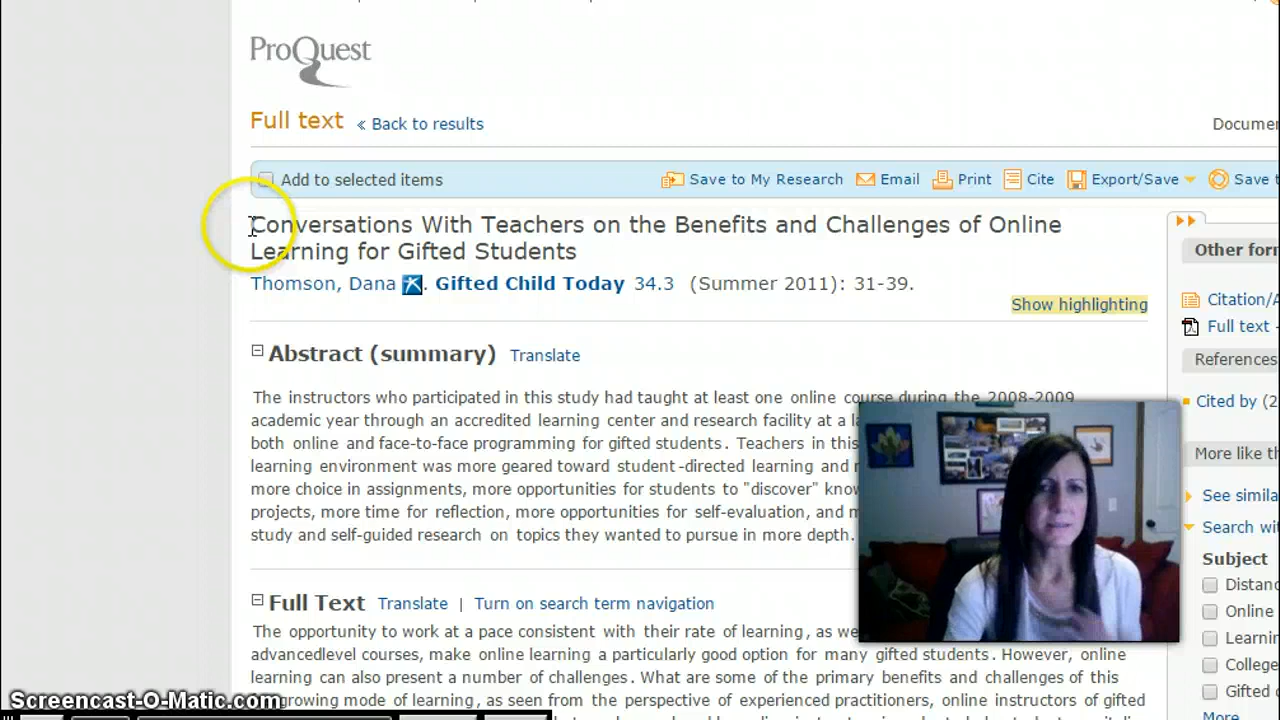 ProQuest
Full text « Back to results
Add to selected items Save to My Research Email Print Cite Export/Save Save
Conversations With Teachers on the Benefits and Challenges of Online
Learning for Gifted Students
Thomson, Dana . Gifted Child Today 34.3 (Summer 2011): 31-39.
Show highlighting
Abstract (summary) Translate
The instructors who participated in this study had taught at least one online course during the 2008-2009
academic year through an accredited learning center and research facility at a
both online and face-to-face programming for gifted students. Teachers in this
learning environment was more geared toward student-directed learning and
more choice in assignments, more opportunities for students to "discover"
projects, more time for reflection, more opportunities for self-evaluation, and
study and self-guided research on topics they wanted to pursue in more depth.
Full Text Translate | Turn on search term navigation
The opportunity to work at a pace consistent with their rate of learning, as
advancedlevel courses, make online learning a particularly good option for many gifted students. However, online
learning can also present a number of challenges. What are some of the primary benefits and challenges of this
growing mode of learning, as seen from the perspective of experienced practitioners, online instructors of gifted
Other
Citation/
Full text -
References
Cited by (2
More like
See
Search
Subject
Online
College
Gifted
More
Screencast-O-Matic.com